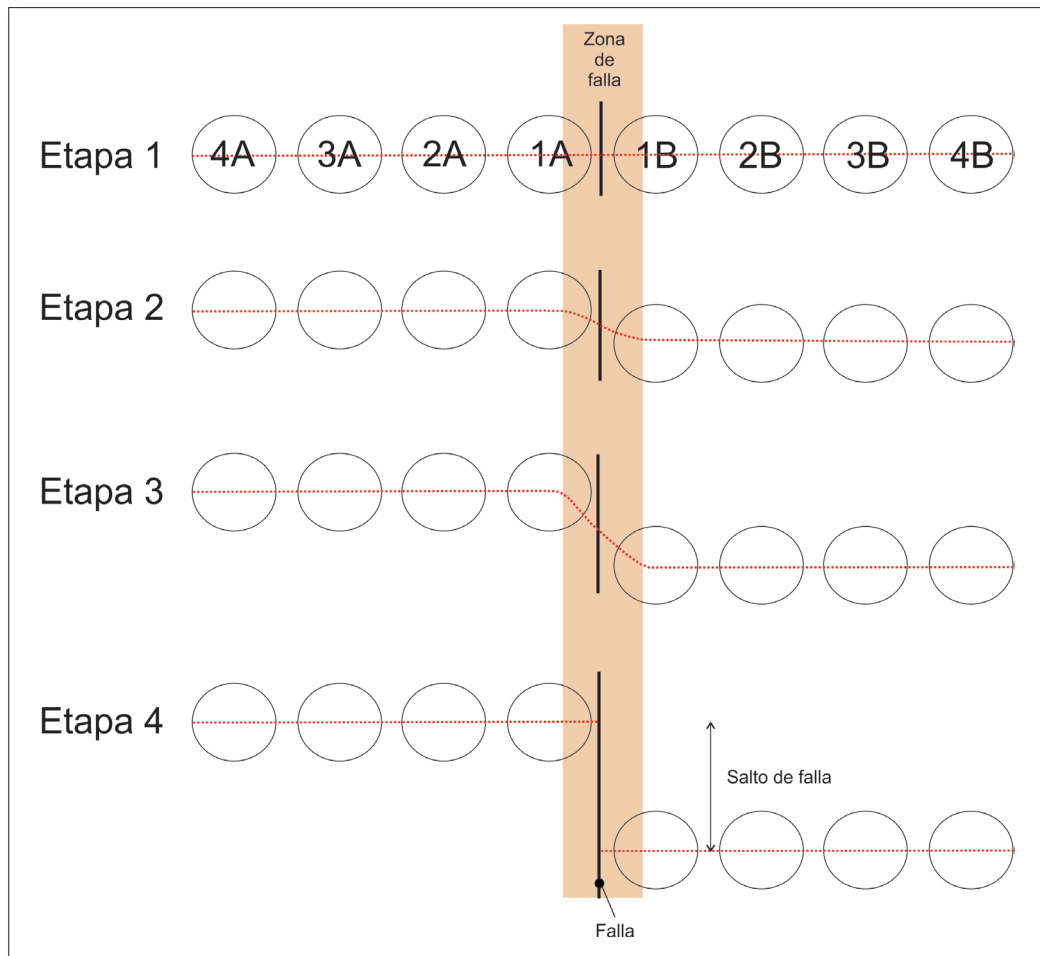 Zona
de
falla
Etapa 1
4A 3A 2A 1A 1B 2B 3B 4B
Etapa 2
Etapa 3
Etapa 4
Salto de falla
Falla